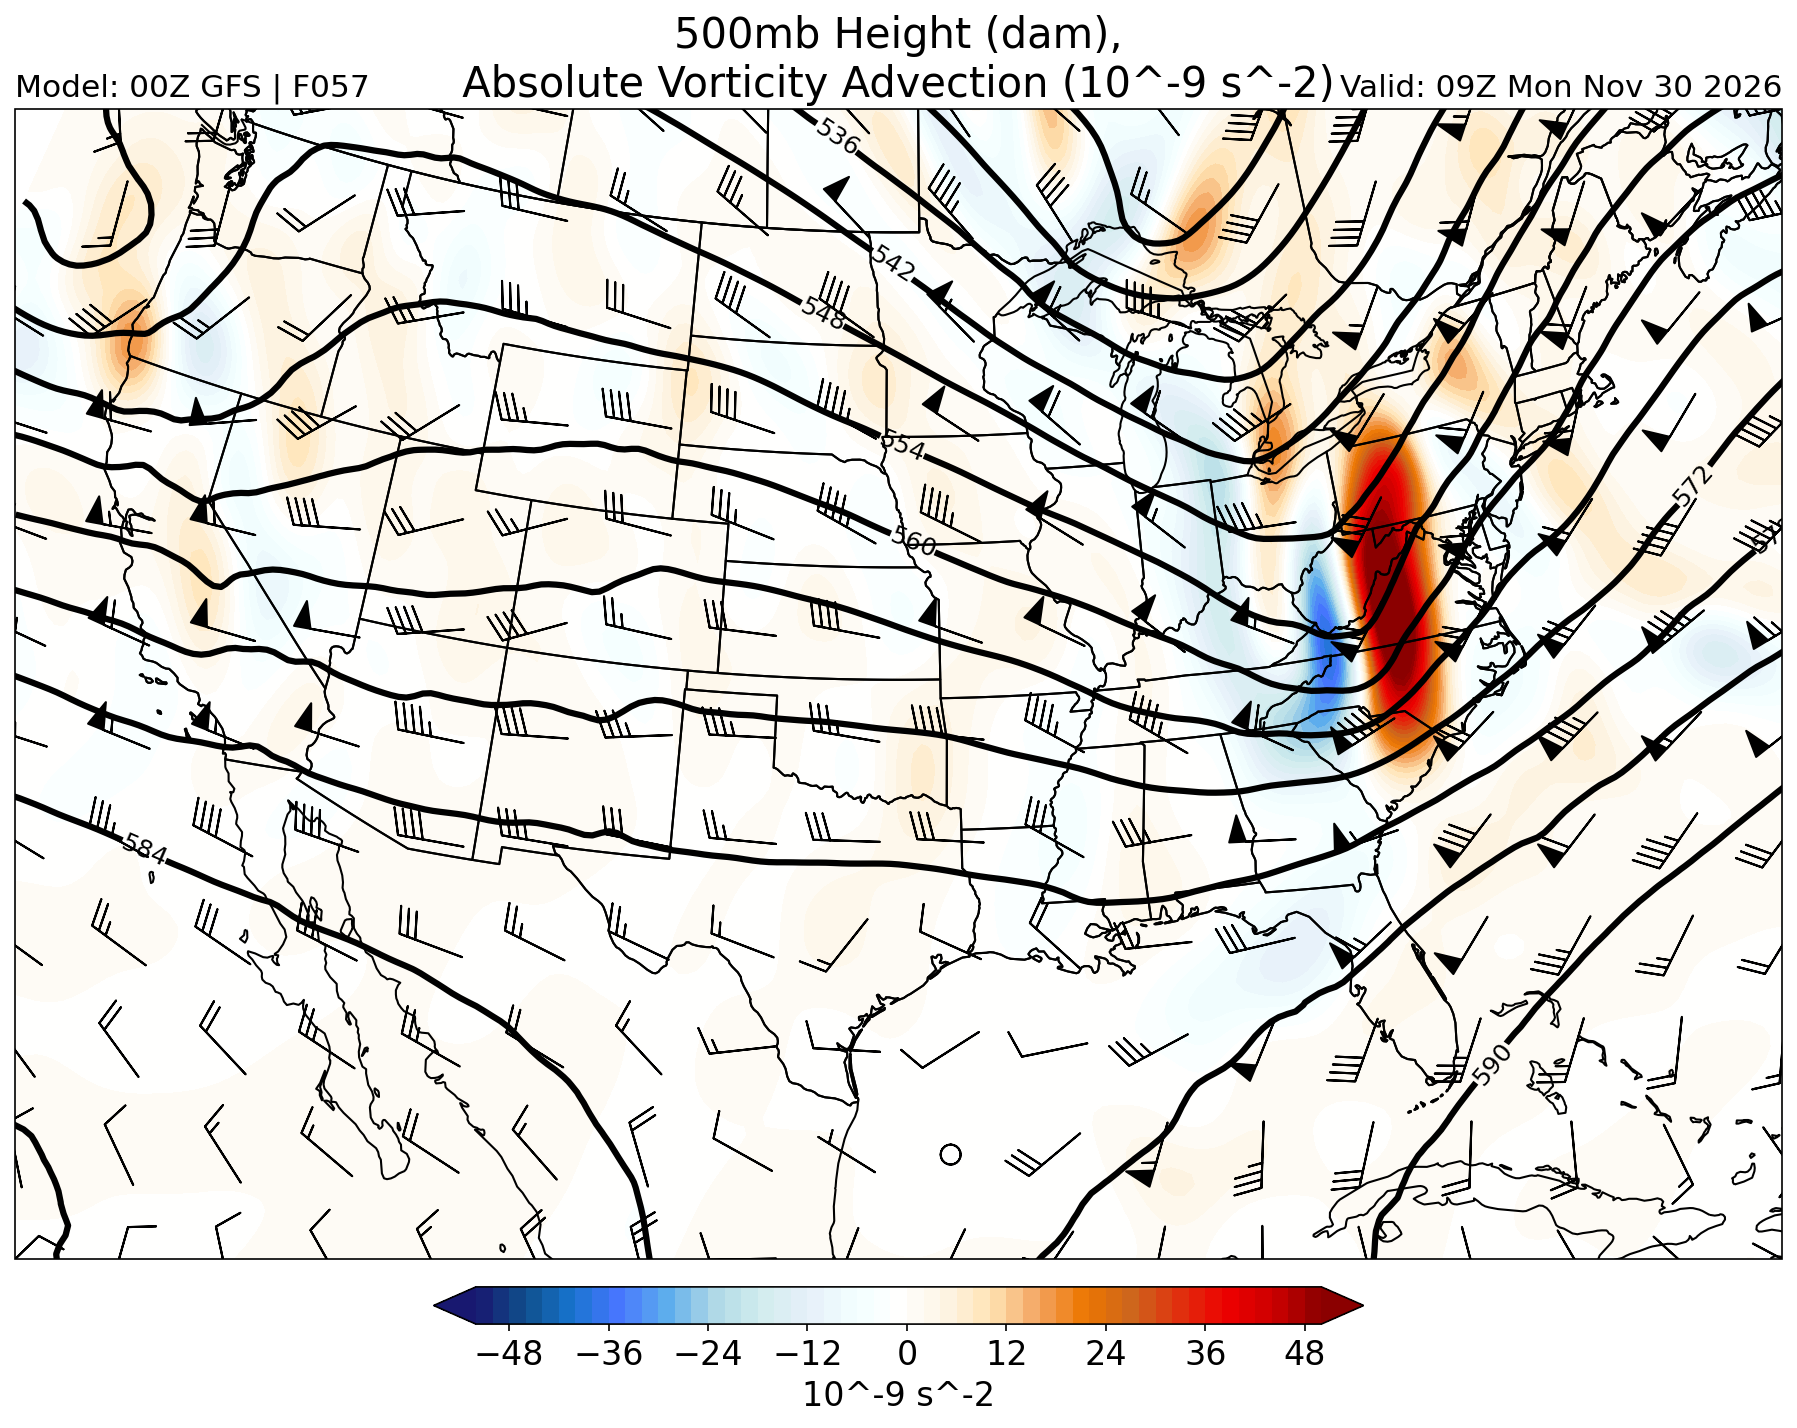 500mb Height (dam),
Model: 00Z GFS | F057
Absolute Vorticity Advection (10^-9 s^-2)
Valid: 09Z Mon Nov 30 2026
536
542
548
554
560
572
584
590
−48 −36 −24 −12 0 12 24 36 48
10^-9 s^-2